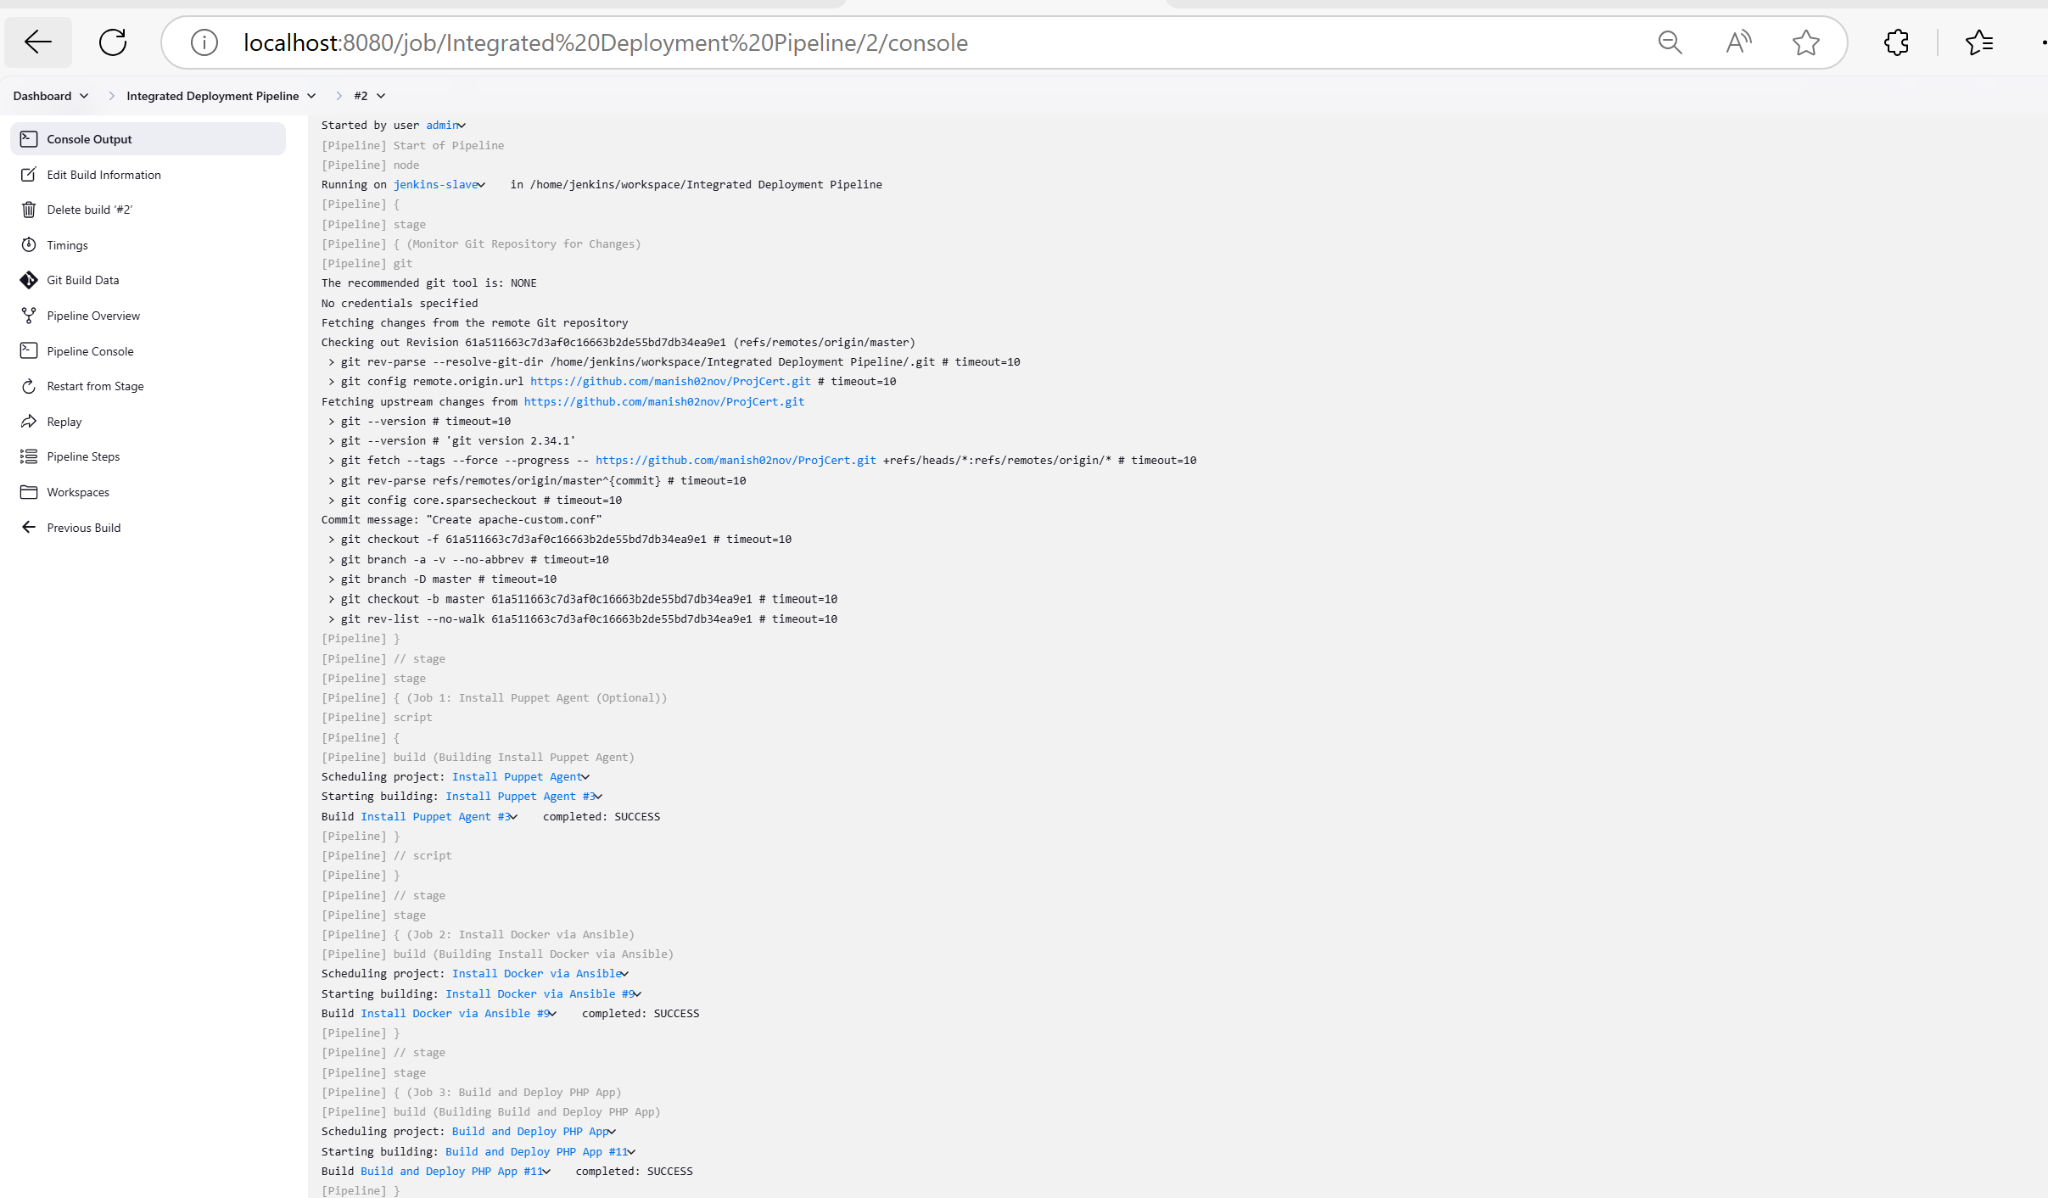 localhost:8080/job/Integrated%20Deployment%20Pipeline/2/console
Dashboard
Integrated Deployment Pipeline
#2
Console Output
Edit Build Information
Delete build '#2'
Timings
Git Build Data
Pipeline Overview
Pipeline Console
Restart from Stage
Replay
Pipeline Steps
Workspaces
Previous Build
Started by user admin
[Pipeline] Start of Pipeline
[Pipeline] node
Running on jenkins-slave in /home/jenkins/workspace/Integrated Deployment Pipeline
[Pipeline] {
[Pipeline] stage
[Pipeline] { (Monitor Git Repository for Changes)
[Pipeline] git
The recommended git tool is: NONE
No credentials specified
Fetching changes from the remote Git repository
Checking out Revision 61a511663c7d3af0c16663b2de55bd7db34ea9e1 (refs/remotes/origin/master)
> git rev-parse --resolve-git-dir /home/jenkins/workspace/Integrated Deployment Pipeline/.git # timeout=10
> git config remote.origin.url https://github.com/manish02nov/ProjCert.git # timeout=10
Fetching upstream changes from https://github.com/manish02nov/ProjCert.git
> git --version # timeout=10
> git --version # 'git version 2.34.1'
> git fetch --tags --force --progress -- https://github.com/manish02nov/ProjCert.git +refs/heads/*:refs/remotes/origin/* # timeout=10
> git rev-parse refs/remotes/origin/master^{commit} # timeout=10
> git config core.sparsecheckout # timeout=10
Commit message: "Create apache-custom.conf"
> git checkout -f 61a511663c7d3af0c16663b2de55bd7db34ea9e1 # timeout=10
> git branch -a -v --no-abbrev # timeout=10
> git branch -D master # timeout=10
> git checkout -b master 61a511663c7d3af0c16663b2de55bd7db34ea9e1 # timeout=10
> git rev-list --no-walk 61a511663c7d3af0c16663b2de55bd7db34ea9e1 # timeout=10
[Pipeline] }
[Pipeline] // stage
[Pipeline] stage
[Pipeline] { (Job 1: Install Puppet Agent (Optional))
[Pipeline] script
[Pipeline] {
[Pipeline] build (Building Install Puppet Agent)
Scheduling project: Install Puppet Agent
Starting building: Install Puppet Agent #3
Build Install Puppet Agent #3 completed: SUCCESS
[Pipeline] }
[Pipeline] // script
[Pipeline] }
[Pipeline] // stage
[Pipeline] stage
[Pipeline] { (Job 2: Install Docker via Ansible)
[Pipeline] build (Building Install Docker via Ansible)
Scheduling project: Install Docker via Ansible
Starting building: Install Docker via Ansible #9
Build Install Docker via Ansible #9 completed: SUCCESS
[Pipeline] }
[Pipeline] // stage
[Pipeline] stage
[Pipeline] { (Job 3: Build and Deploy PHP App)
[Pipeline] build (Building Build and Deploy PHP App)
Scheduling project: Build and Deploy PHP App
Starting building: Build and Deploy PHP App #11
Build Build and Deploy PHP App #11 completed: SUCCESS
[Pipeline] }